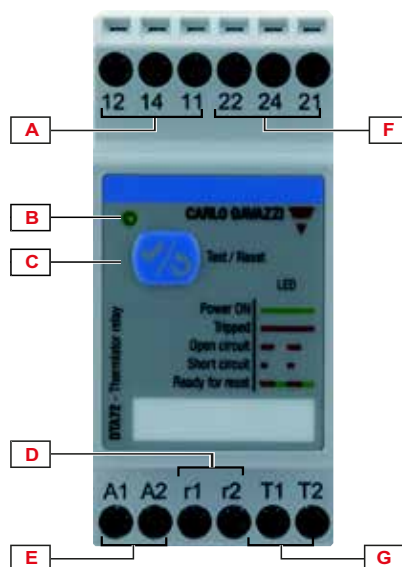 12 14 11 22 24 21
A
F
B
CARLO GAVAZZI
C
Test / Reset
LED
Power ON
Tripped
Open circuit
Short circuit
Ready for reset
DTA72 - Thermistor relay
D
A1 A2 r1 r2 T1 T2
E
G